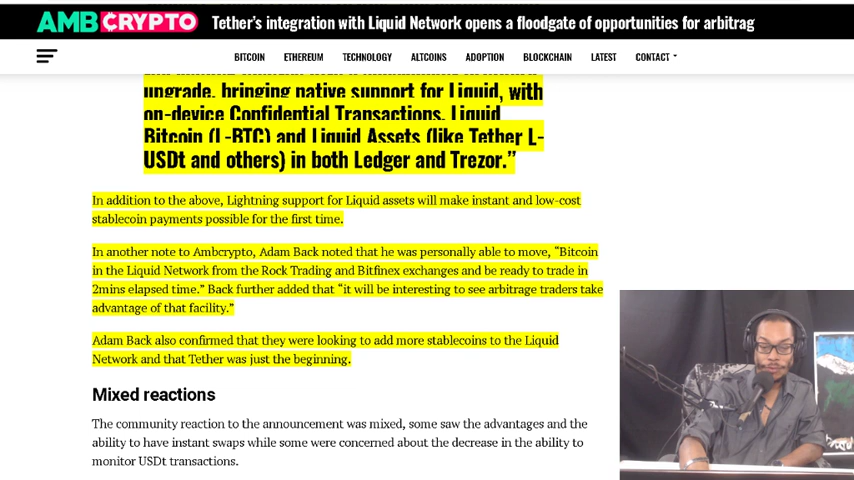 AMBCRYPTO Tether's integration with Liquid Network opens a floodgate of opportunities for arbitrag
BITCOIN ETHEREUM TECHNOLOGY ALTCOINS ADOPTION BLOCKCHAIN LATEST CONTACT
upgrade, bringing native support for Liquid, with
on-device Confidential Transactions, Liquid
Bitcoin (L-BTC) and Liquid Assets (like Tether L-
USDt and others) in both Ledger and Trezor.”
In addition to the above, Lightning support for Liquid assets will make instant and low-cost
stablecoin payments possible for the first time.
In another note to Ambcrypto, Adam Back noted that he was personally able to move, “Bitcoin
in the Liquid Network from the Rock Trading and Bitfinex exchanges and be ready to trade in
2mins elapsed time.” Back further added that “it will be interesting to see arbitrage traders take
advantage of that facility.”
Adam Back also confirmed that they were looking to add more stablecoins to the Liquid
Network and that Tether was just the beginning.
Mixed reactions
The community reaction to the announcement was mixed, some saw the advantages and the
ability to have instant swaps while some were concerned about the decrease in the ability to
monitor USDt transactions.